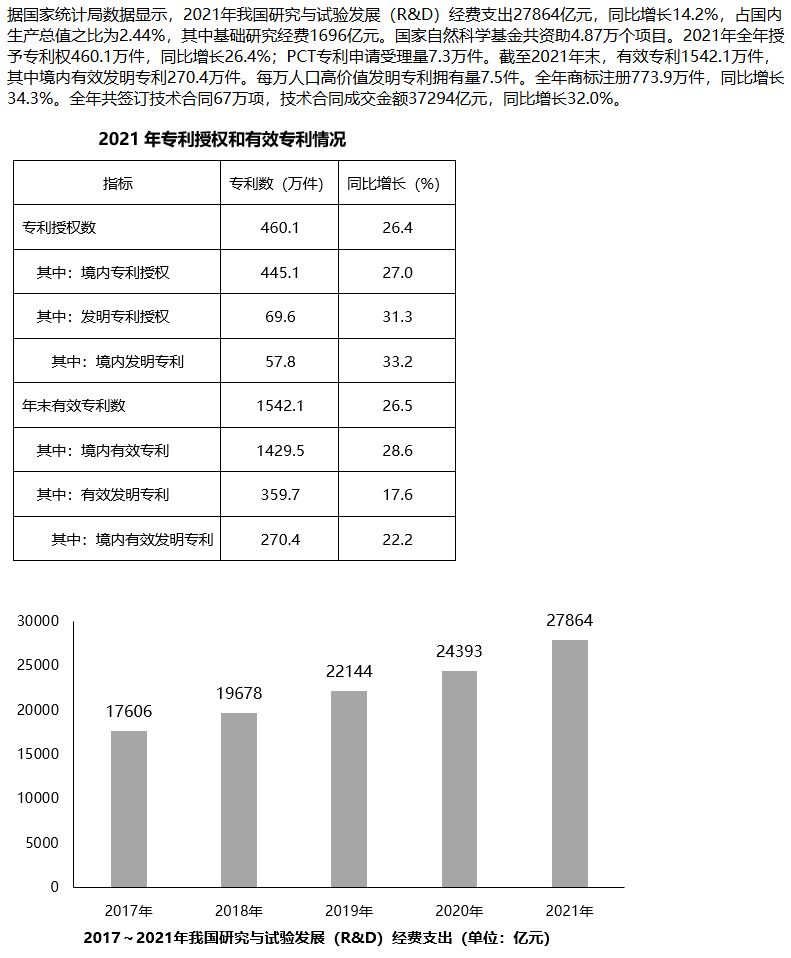 据国家统计局数据显示，2021年我国研究与试验发展（R&D）经费支出27864亿元，同比增长14.2%，占国内
生产总值之比为2.44%，其中基础研究经费1696亿元。国家自然科学基金共资助4.87万个项目。2021年全年授
予专利权460.1万件，同比增长26.4%；PCT专利申请受理量7.3万件。截至2021年末，有效专利1542.1万件，
其中境内有效发明专利270.4万件。每万人口高价值发明专利拥有量7.5件。全年商标注册773.9万件，同比增长
34.3%。全年共签订技术合同67万项，技术合同成交金额37294亿元，同比增长32.0%。
2021 年专利授权和有效专利情况
指标 专利数（万件） 同比增长（%）
专利授权数 460.1 26.4
其中：境内专利授权 445.1 27.0
其中：发明专利授权 69.6 31.3
其中：境内发明专利 57.8 33.2
年末有效专利数 1542.1 26.5
其中：境内有效专利 1429.5 28.6
其中：有效发明专利 359.7 17.6
其中：境内有效发明专利 270.4 22.2
30000
25000
20000
15000
10000
5000
0
17606
19678
22144
24393
27864
2017年 2018年 2019年 2020年 2021年
2017～2021年我国研究与试验发展（R&D）经费支出（单位：亿元）